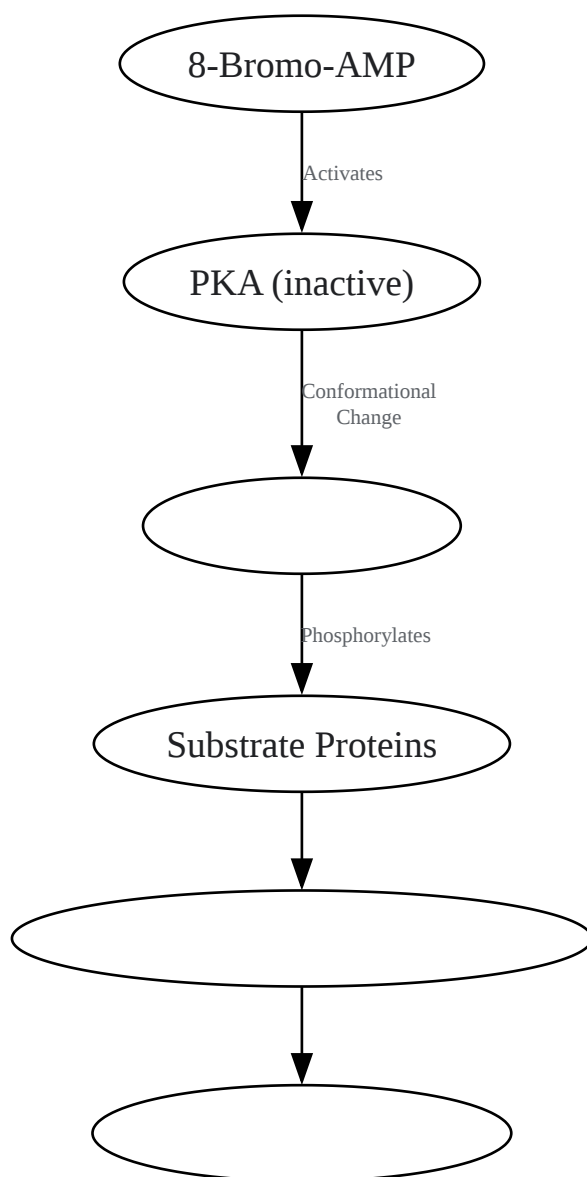 8-Bromo-AMP
Activates
PKA (inactive)
Conformational
Change
Phosphorylates
Substrate Proteins